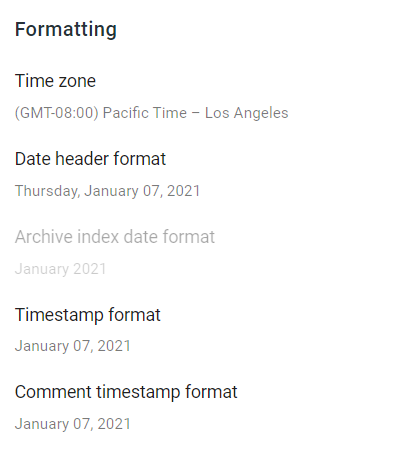 Formatting
Time zone
(GMT-08:00) Pacific Time – Los Angeles
Date header format
Thursday, January 07, 2021
Archive index date format
January 2021
Timestamp format
January 07, 2021
Comment timestamp format
January 07, 2021